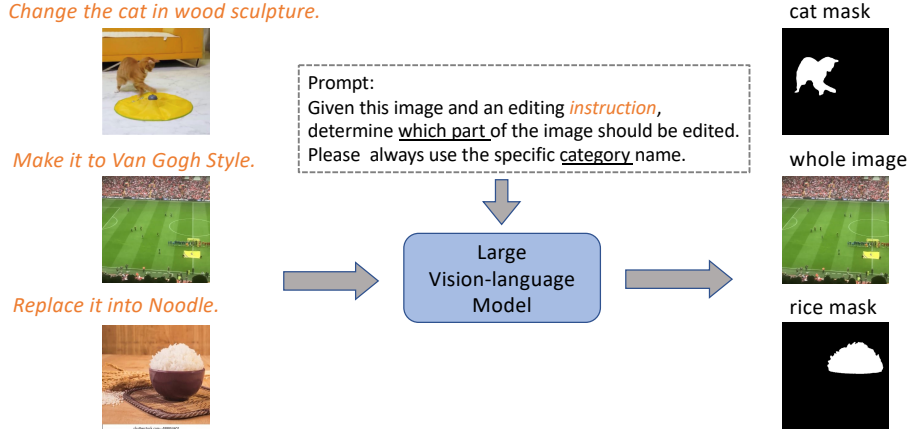 Change the cat in wood sculpture.
cat mask
Prompt:
Given this image and an editing instruction,
determine which part of the image should be edited.
Please always use the specific category name.
Make it to Van Gogh Style.
whole image
Large
Vision-language
Model
Replace it into Noodle.
rice mask